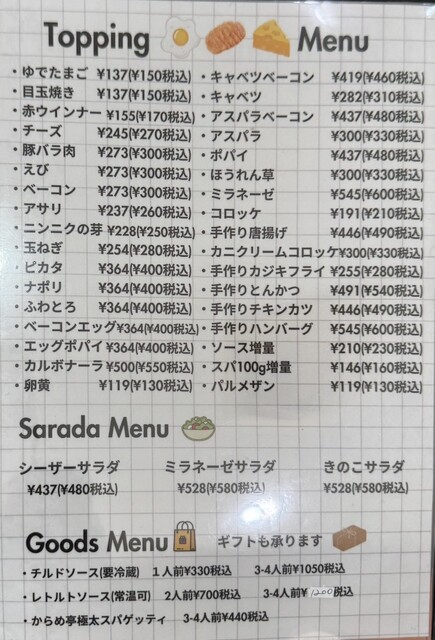 Topping Menu
・ゆでたまご ¥137(¥150税込)
・目玉焼き ¥137(¥150税込)
・赤ウインナー ¥155(¥170税込)
・チーズ ¥245(¥270税込)
・豚バラ肉 ¥273(¥300税込)
・えび ¥273(¥300税込)
・ベーコン ¥273(¥300税込)
・アサリ ¥237(¥260税込)
・ニンニクの芽 ¥228(¥250税込)
・玉ねぎ ¥254(¥280税込)
・ピカタ ¥364(¥400税込)
・ナポリ ¥364(¥400税込)
・ふわとろ ¥364(¥400税込)
・ベーコンエッグ¥364(¥400税込)
・エッグポパイ ¥364(¥400税込)
・カルボナーラ ¥500(¥550税込)
・卵黄 ¥119(¥130税込)
・キャベツベーコン ¥419(¥460税込)
・キャベツ ¥282(¥310税込)
・アスパラベーコン ¥437(¥480税込)
・アスパラ ¥300(¥330税込)
・ポパイ ¥437(¥480税込)
・ほうれん草 ¥300(¥330税込)
・ミラネーゼ ¥545(¥600税込)
・コロッケ ¥191(¥210税込)
・手作り唐揚げ ¥446(¥490税込)
・カニクリームコロッケ¥300(¥330税込)
・手作りカジキフライ ¥255(¥280税込)
・手作りとんかつ ¥491(¥540税込)
・手作りチキンカツ ¥446(¥490税込)
・手作りハンバーグ ¥545(¥600税込)
・ソース増量 ¥210(¥230税込)
・スパ100g増量 ¥146(¥160税込)
・パルメザン ¥119(¥130税込)
Sarada Menu
シーザーサラダ ミラネーゼサラダ きのこサラダ
¥437(¥480税込) ¥528(¥580税込) ¥528(¥580税込)
Goods Menu ギフトも承ります
・チルドソース(要冷蔵) 1人前¥330税込 3-4人前¥1050税込
・レトルトソース(常温可) 2人前¥700税込 3-4人前¥1200税込
・からめ亭極太スパゲッティ 3-4人前¥440税込